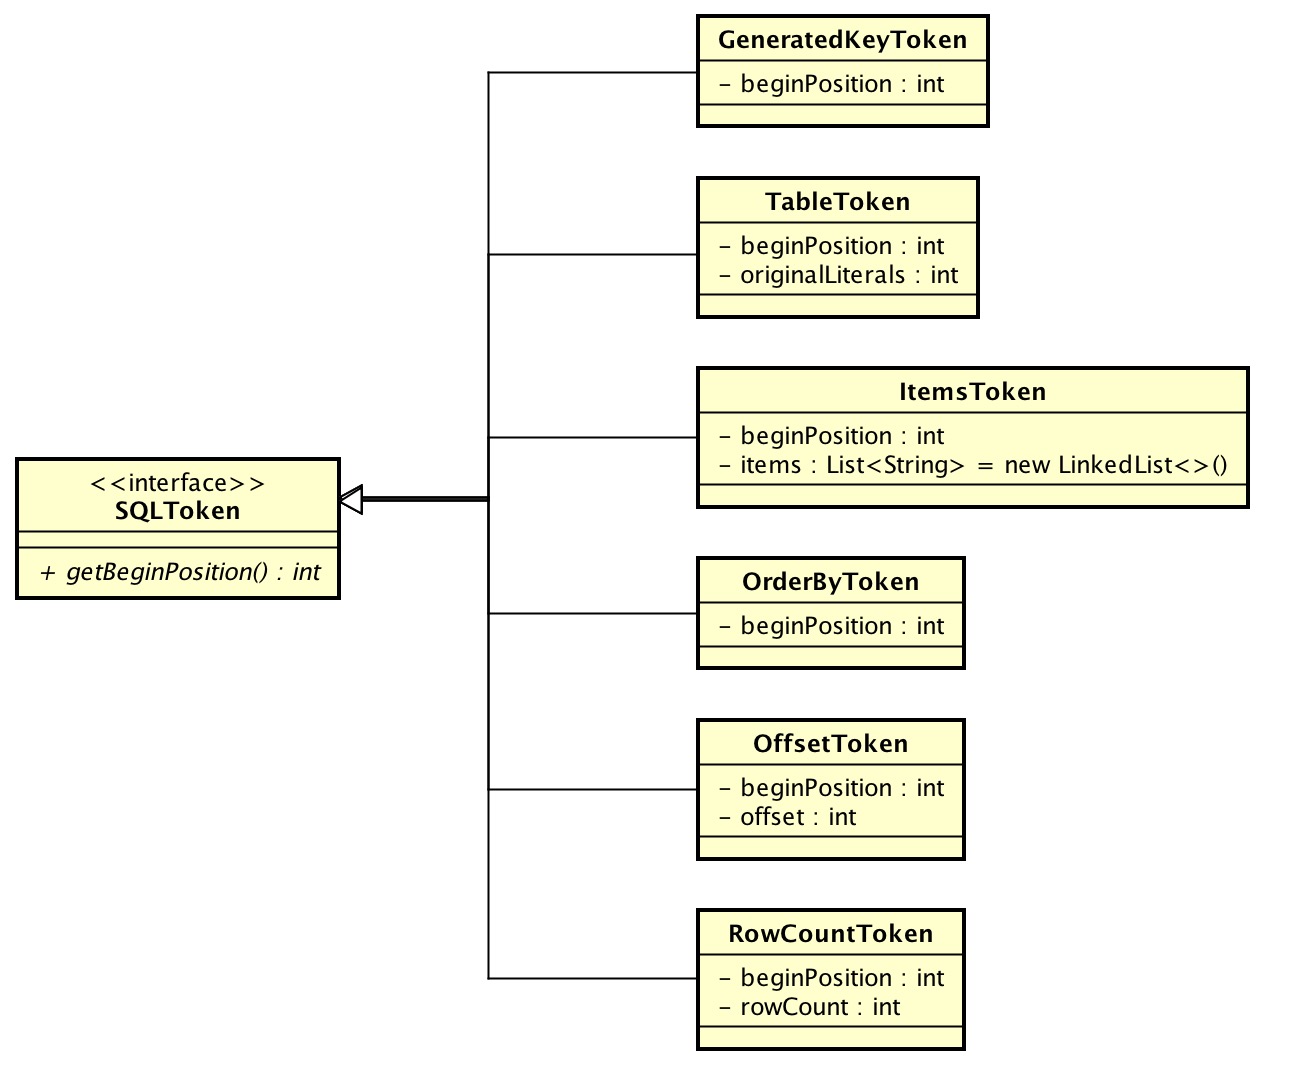 GeneratedKeyToken
– beginPosition : int
TableToken
– beginPosition : int
– originalLiterals : int
ItemsToken
– beginPosition : int
– items : List<String> = new LinkedList<>()
<<interface>>
SQLToken
+ getBeginPosition() : int
OrderByToken
– beginPosition : int
OffsetToken
– beginPosition : int
– offset : int
RowCountToken
– beginPosition : int
– rowCount : int